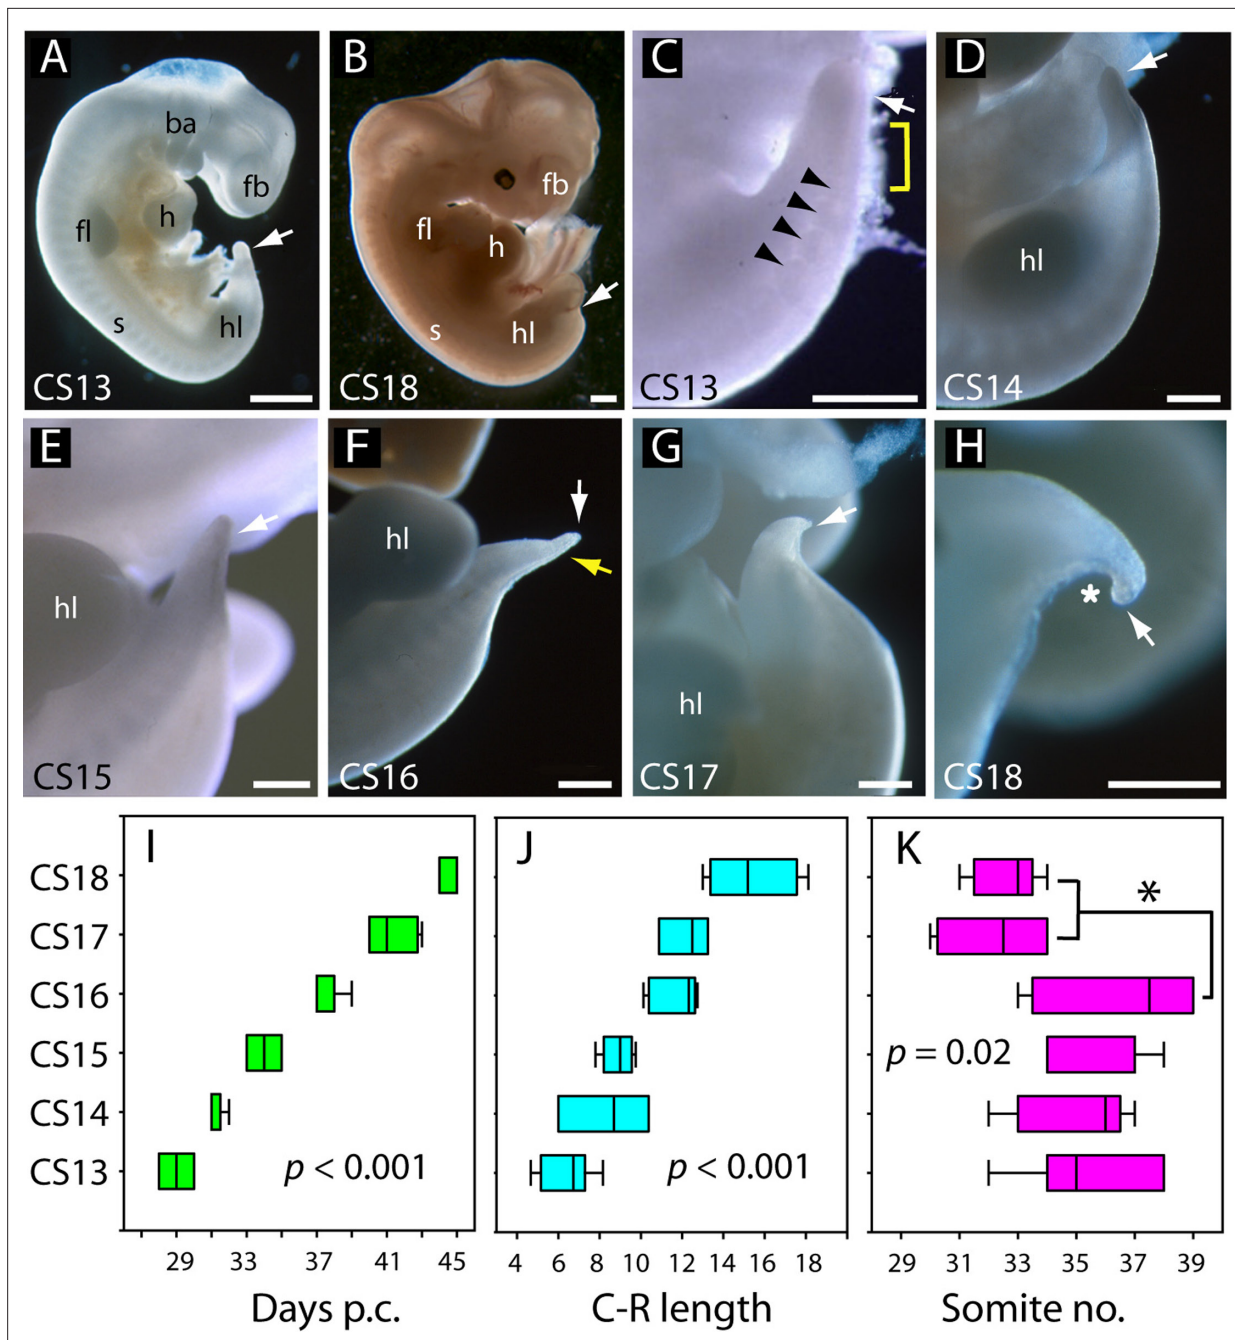 A
ba
fb
fl
h
s
hl
CS13
B
fb
fl
h
s
hl
CS18
C
CS13
D
hl
CS14
E
hl
CS15
F
hl
CS16
G
hl
CS17
H
*
CS18
I
CS18
CS17
CS16
CS15
CS14
CS13
p < 0.001
29 33 37 41 45
Days p.c.
J
p < 0.001
4 6 8 10 12 14 16 18
C-R length
K
*
p = 0.02
29 31 33 35 37 39
Somite no.